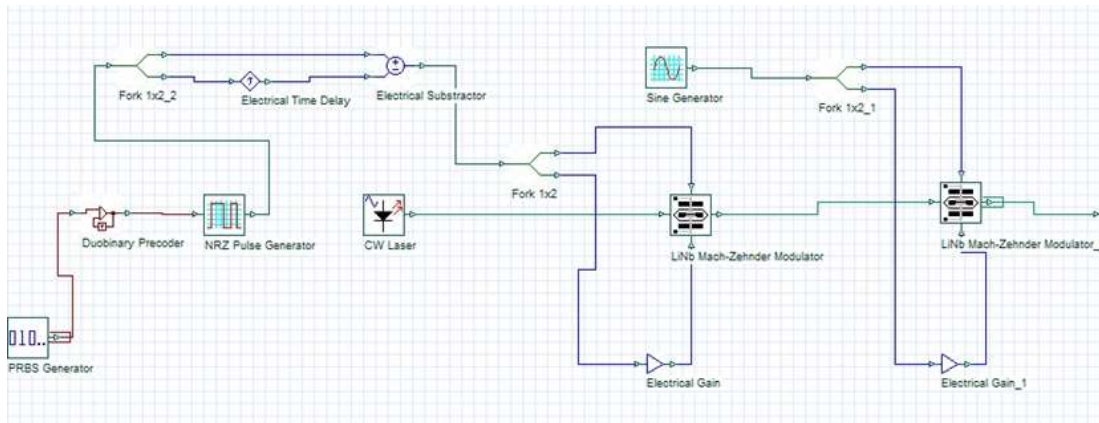 Fork 1x2_2
Electrical Time Delay
Electrical Substractor
Sine Generator
Fork 1x2_1
Fork 1x2
Duobinary Precoder
NRZ Pulse Generator
CW Laser
LiNb Mach-Zehnder Modulator
LiNb Mach-Zehnder Modulator_
010..
PRBS Generator
Electrical Gain
Electrical Gain_1